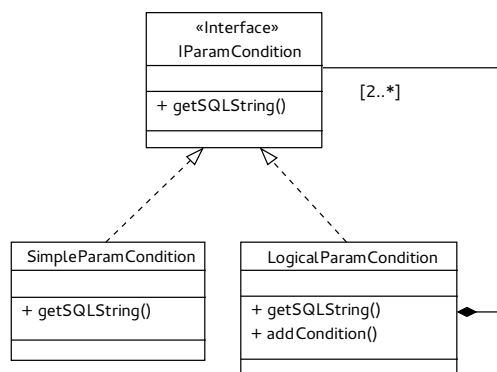 «Interface»
IParamCondition
[2..*]
+ getSQLString()
SimpleParamCondition
LogicalParamCondition
+ getSQLString()
+ getSQLString()
+ addCondition()